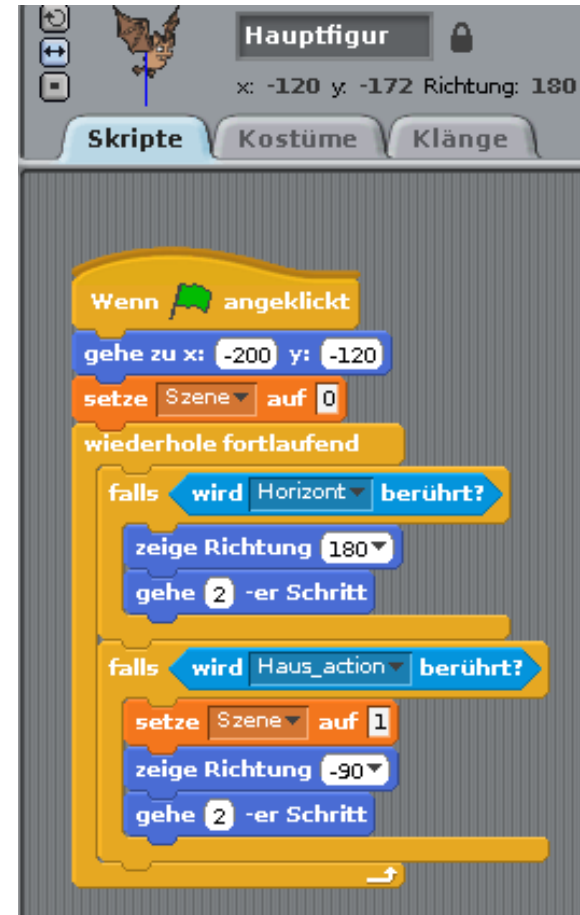 Hauptfigur
x: -120 y: -172 Richtung: 180
Skripte Kostüme Klänge
Wenn angeklickt
gehe zu x: -200 y: -120
setze Szene auf 0
wiederhole fortlaufend
falls wird Horizont berührt?
zeige Richtung 180
gehe 2 -er Schritt
falls wird Haus_action berührt?
setze Szene auf 1
zeige Richtung -90
gehe 2 -er Schritt